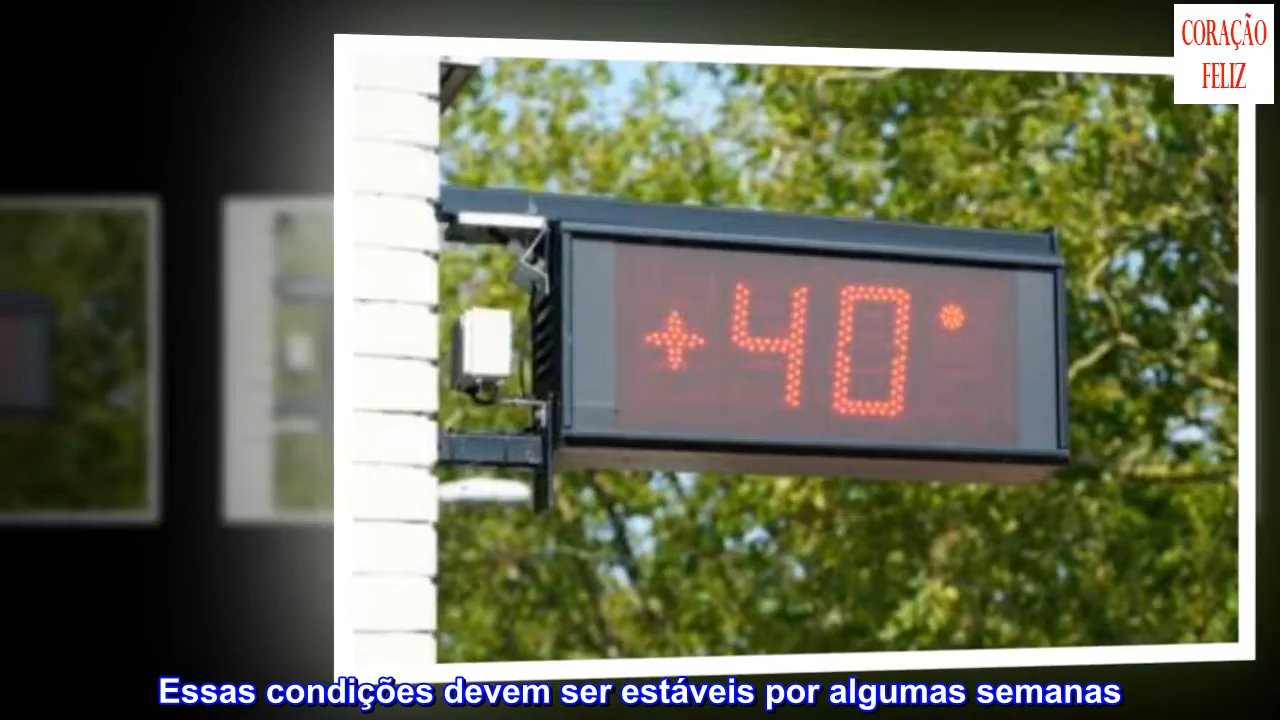 CORAÇÃO
FELIZ
+40°
Essas condições devem ser estáveis por algumas semanas